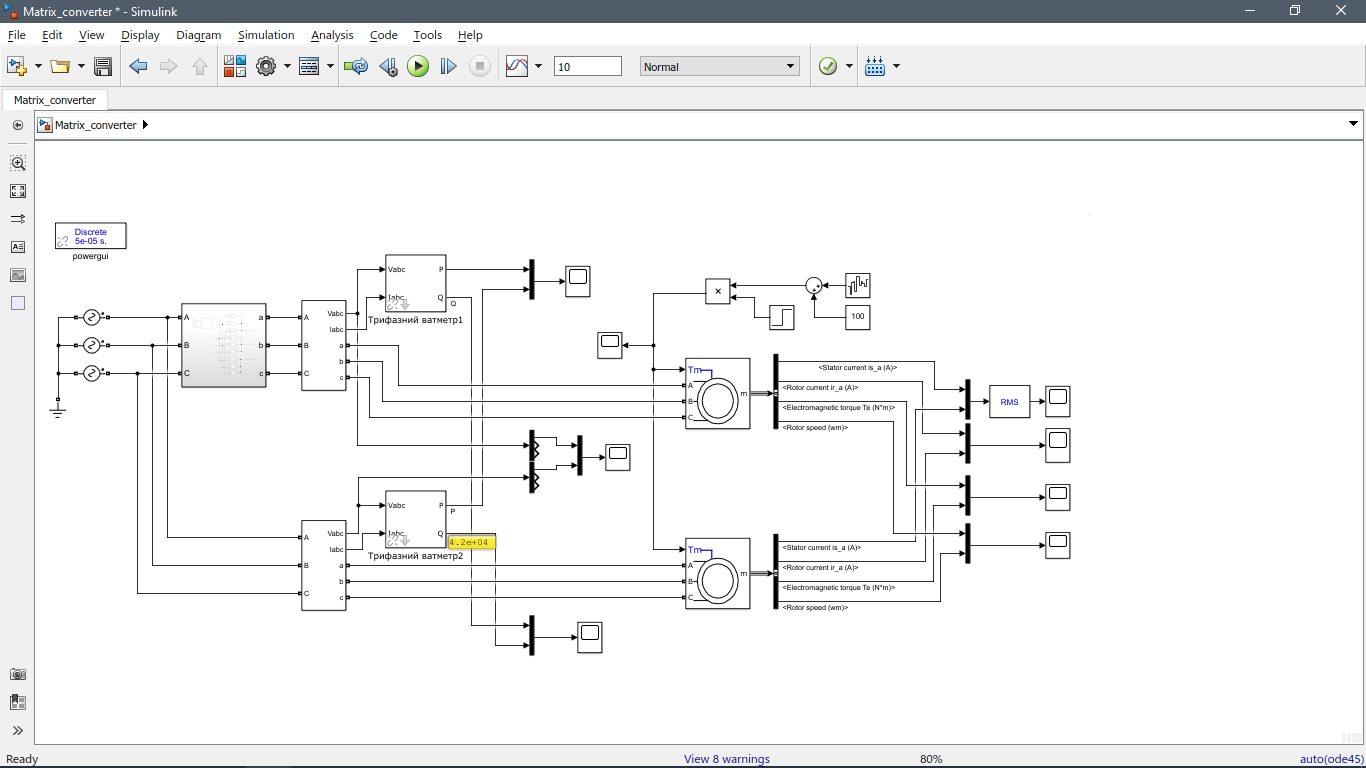 Matrix_converter * - Simulink
File Edit View Display Diagram Simulation Analysis Code Tools Help
10 Normal
Matrix_converter
Matrix_converter
Discrete
5e-05 s.
powergui
A a
B b
C c
A Vabc
Iabc
B a
b
C c
Vabc P
Iabc Q
Q
Трифазний ватметр1
×
100
Tm
A
B m
C
<Stator current is_a (A)>
<Rotor current ir_a (A)>
<Electromagnetic torque Te (N*m)>
<Rotor speed (wm)>
RMS
Vabc P
P
Iabc Q
4.2e+04
Трифазний ватметр2
A Vabc
Iabc
B a
b
C c
Tm
A
B m
C
<Stator current is_a (A)>
<Rotor current ir_a (A)>
<Electromagnetic torque Te (N*m)>
<Rotor speed (wm)>
Ready View 8 warnings 80% auto(ode45)